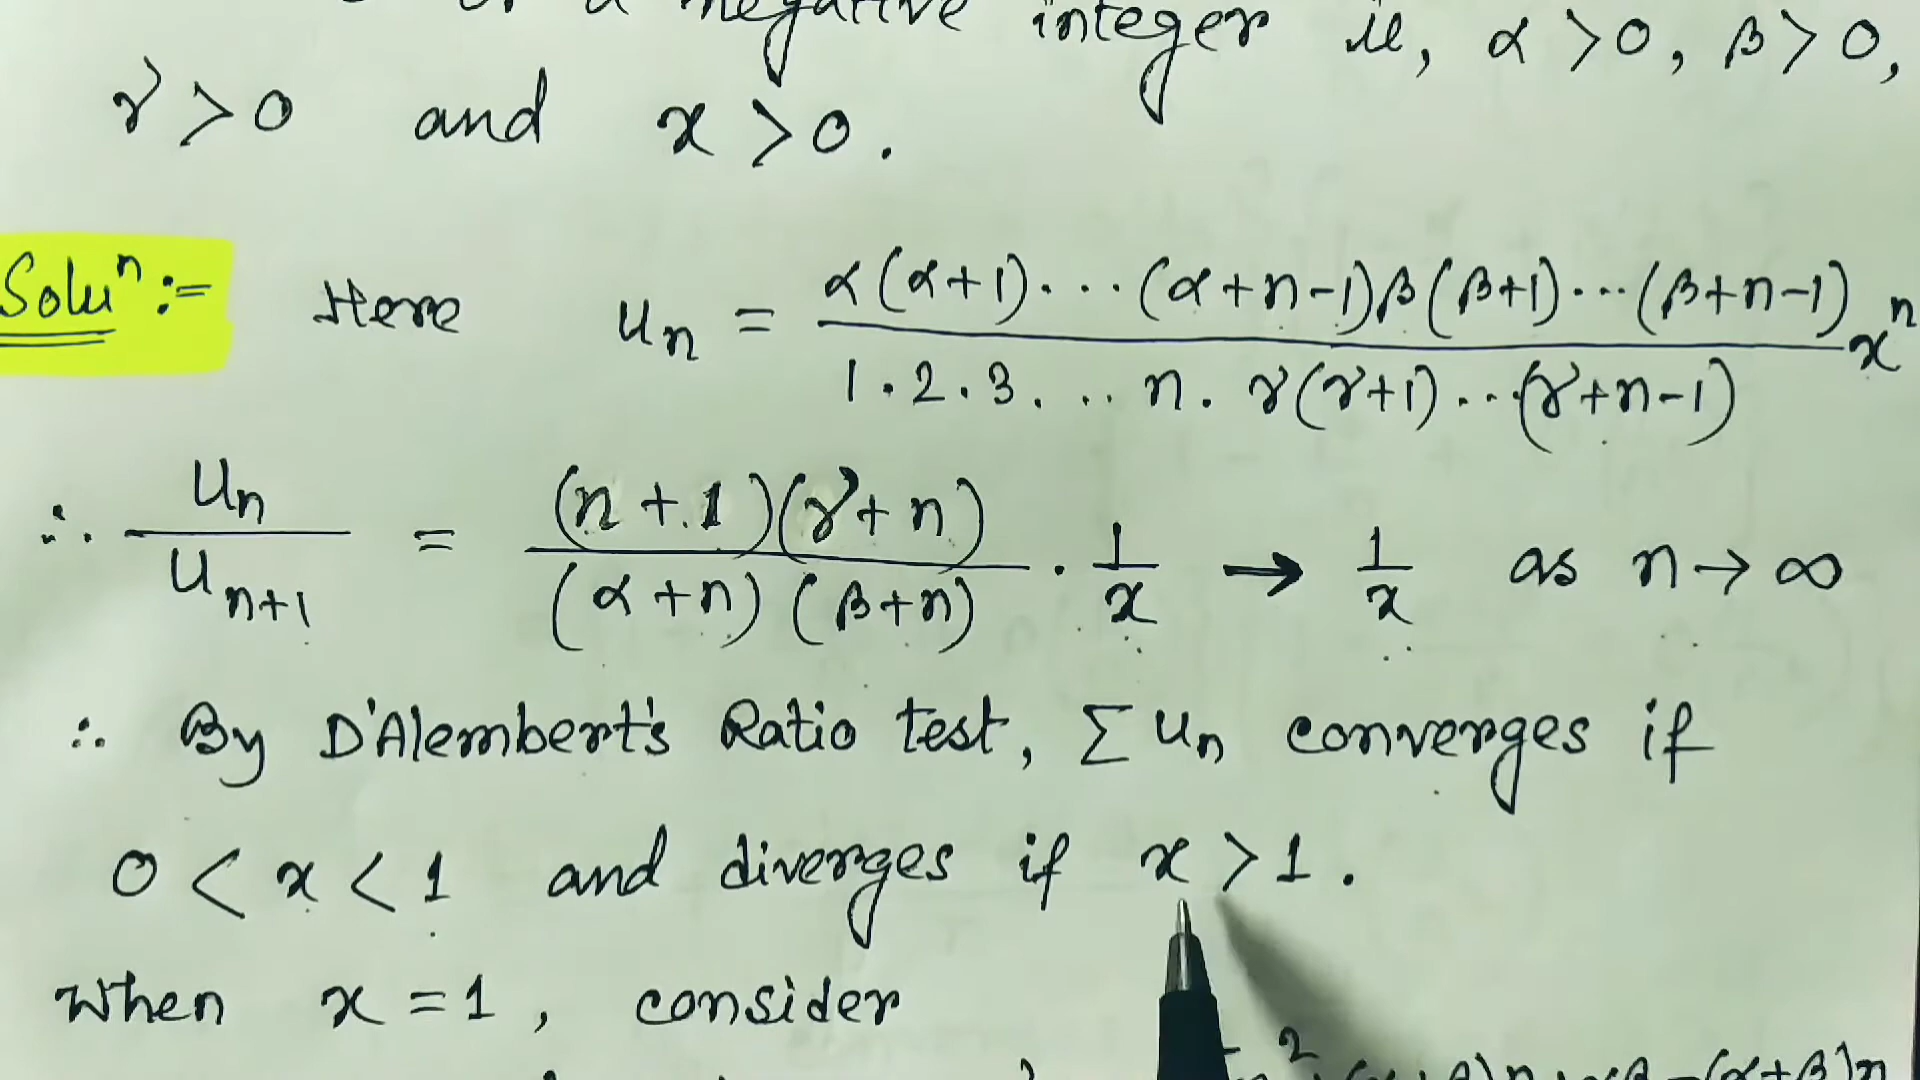 a negative integer ie, α > 0, β > 0,
γ > 0 and x > 0.
Soluⁿ :- Here uₙ = α(α+1)...(α+n-1)β(β+1)...(β+n-1) / 1.2.3...n.γ(γ+1)...(γ+n-1) xⁿ
∴ uₙ / uₙ₊₁ = (n+1)(γ+n) / (α+n)(β+n) . 1/x → 1/x as n → ∞
∴ By D'Alembert's Ratio test, Σuₙ converges if
0 < x < 1 and diverges if x > 1.
When x = 1, consider